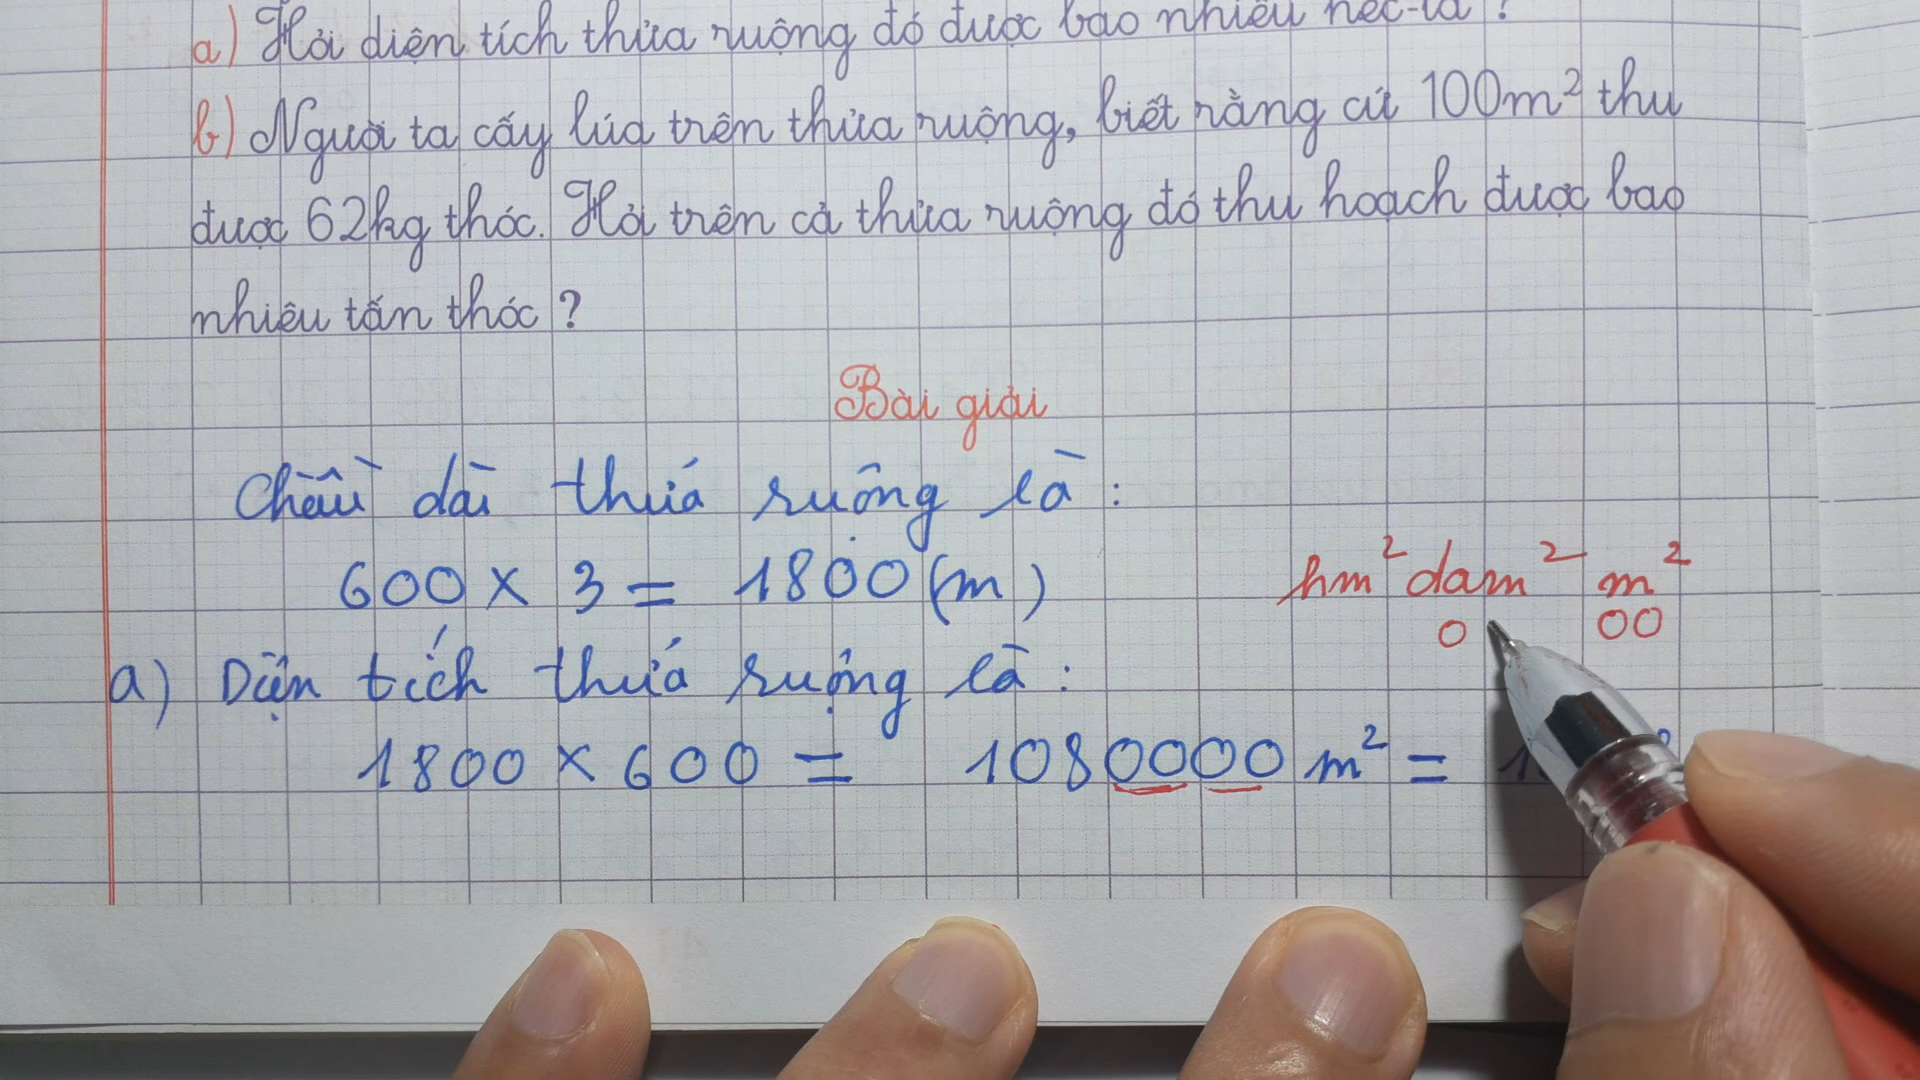 a) Hỏi diện tích thửa ruộng đó được bao nhiêu héc-ta ?
b) Người ta cấy lúa trên thửa ruộng, biết rằng cứ 100m² thu
được 62kg thóc. Hỏi trên cả thửa ruộng đó thu hoạch được bao
nhiêu tấn thóc ?
Bài giải
Chiều dài thửa ruộng là :
600 x 3 = 1800 (m)
hm² dam² m²
0 00
a) Diện tích thửa ruộng là :
1800 x 600 = 1080000 m² =